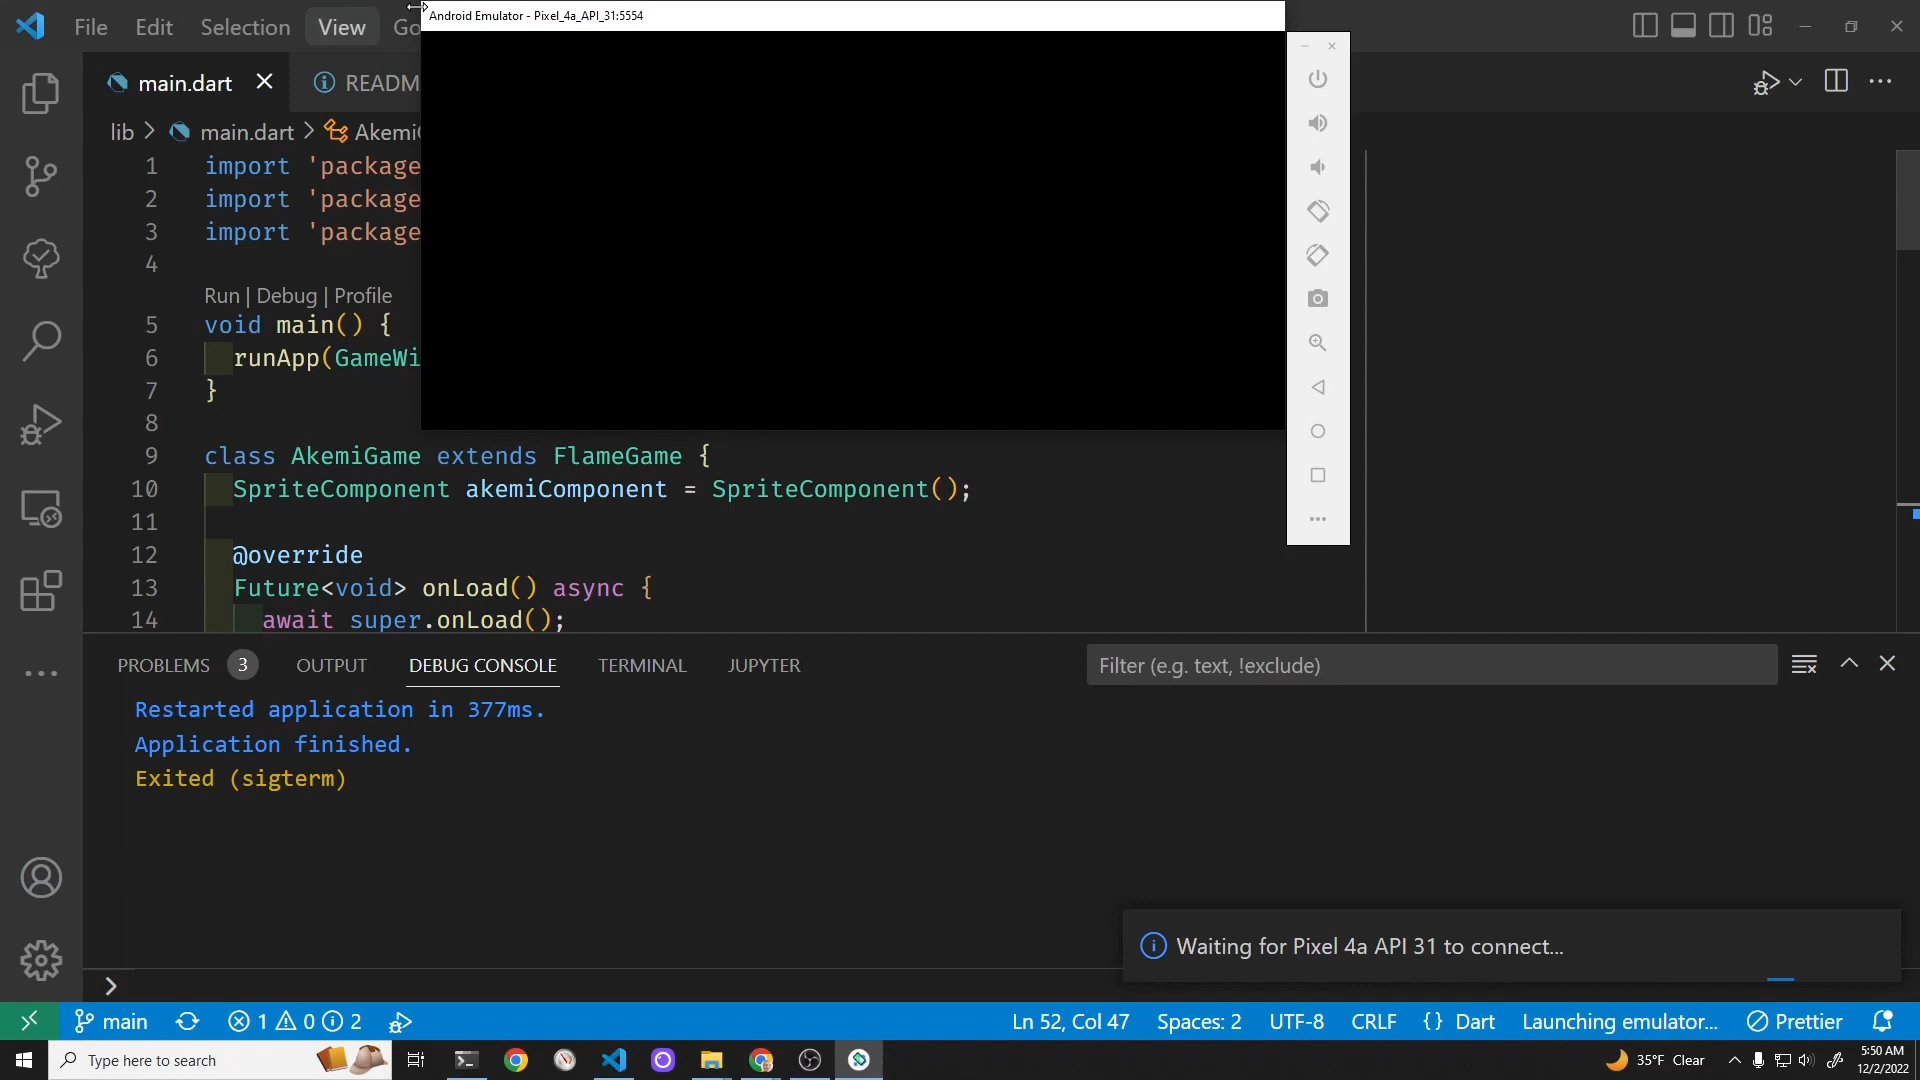 File Edit Selection View Go
Android Emulator - Pixel_4a_API_31:5554
main.dart README
lib > main.dart > AkemiG
1 import 'package
2 import 'package
3 import 'package
4
Run | Debug | Profile
5 void main() {
6 runApp(GameWi
7 }
8
9 class AkemiGame extends FlameGame {
10 SpriteComponent akemiComponent = SpriteComponent();
11
12 @override
13 Future<void> onLoad() async {
14 await super.onLoad();
PROBLEMS 3 OUTPUT DEBUG CONSOLE TERMINAL JUPYTER Filter (e.g. text, !exclude)
Restarted application in 377ms.
Application finished.
Exited (sigterm)
Waiting for Pixel 4a API 31 to connect...
main 1 0 2 Ln 52, Col 47 Spaces: 2 UTF-8 CRLF {} Dart Launching emulator... Prettier
Type here to search 35°F Clear 5:50 AM
12/2/2022